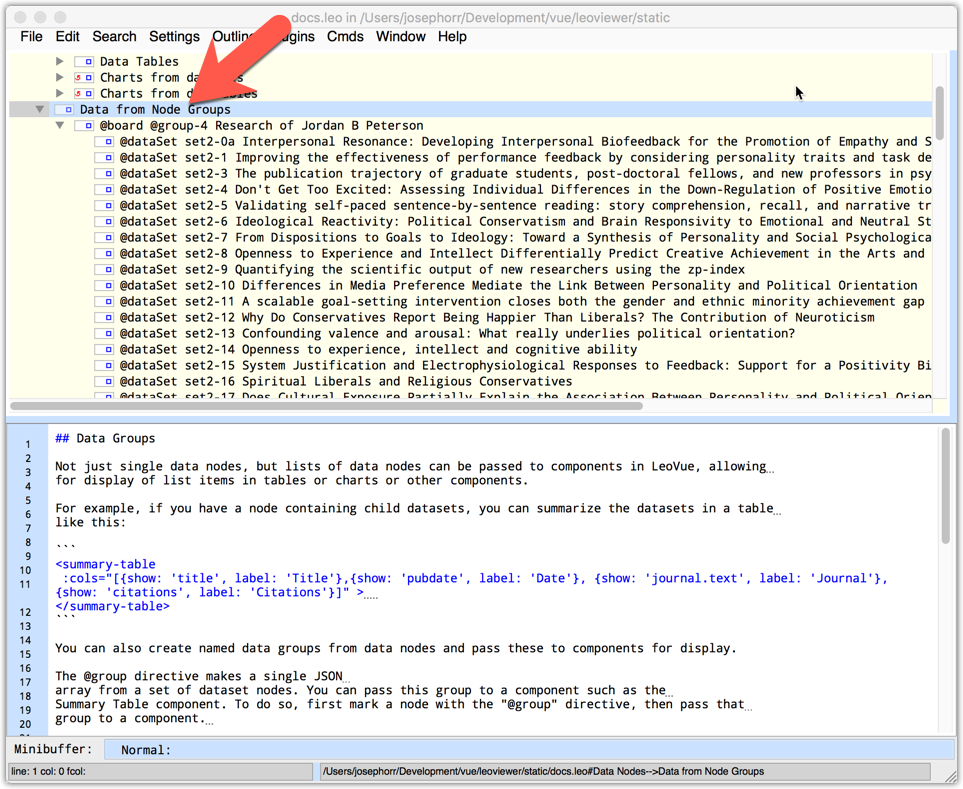 docs.leo in /Users/josephorr/Development/vue/leoviewer/static
File Edit Search Settings Cmds Window Help
Data Tables
Charts from
Charts from
Data from Node Groups
@board @group-4 Research of Jordan B Peterson
@dataSet set2-0a Interpersonal Resonance: Developing Interpersonal Biofeedback for the Promotion of Empathy and S
@dataSet set2-1 Improving the effectiveness of performance feedback by considering personality traits and task de
@dataSet set2-3 The publication trajectory of graduate students, post-doctoral fellows, and new professors in psy
@dataSet set2-4 Don't Get Too Excited: Assessing Individual Differences in the Down-Regulation of Positive Emotio
@dataSet set2-5 Validating self-paced sentence-by-sentence reading: story comprehension, recall, and narrative tr
@dataSet set2-6 Ideological Reactivity: Political Conservatism and Brain Responsivity to Emotional and Neutral St
@dataSet set2-7 From Dispositions to Goals to Ideology: Toward a Synthesis of Personality and Social Psychologica
@dataSet set2-8 Openness to Experience and Intellect Differentially Predict Creative Achievement in the Arts and
@dataSet set2-9 Quantifying the scientific output of new researchers using the zp-index
@dataSet set2-10 Differences in Media Preference Mediate the Link Between Personality and Political Orientation
@dataSet set2-11 A scalable goal-setting intervention closes both the gender and ethnic minority achievement gap
@dataSet set2-12 Why Do Conservatives Report Being Happier Than Liberals? The Contribution of Neuroticism
@dataSet set2-13 Confounding valence and arousal: What really underlies political orientation?
@dataSet set2-14 Openness to experience, intellect and cognitive ability
@dataSet set2-15 System Justification and Electrophysiological Responses to Feedback: Support for a Positivity Bi
@dataSet set2-16 Spiritual Liberals and Religious Conservatives
@dataSet set2-17 Does Cultural Exposure Partially Explain the Association Between Personality and Political Orien
1 ## Data Groups
2
3 Not just single data nodes, but lists of data nodes can be passed to components in LeoVue, allowing
4 for display of list items in tables or charts or other components.
5
6 For example, if you have a node containing child datasets, you can summarize the datasets in a table
7 like this:
8
9 ```
10 <summary-table
11 :cols="[{show: 'title', label: 'Title'},{show: 'pubdate', label: 'Date'}, {show: 'journal.text', label: 'Journal'},
{show: 'citations', label: 'Citations'}]" >
12 </summary-table>
13 ```
14
15 You can also create named data groups from data nodes and pass these to components for display.
16
17 The @group directive makes a single JSON
18 array from a set of dataset nodes. You can pass this group to a component such as the
19 Summary Table component. To do so, first mark a node with the "@group" directive, then pass that
20 group to a component.
Minibuffer: Normal:
line: 1 col: 0 fcol:
/Users/josephorr/Development/vue/leoviewer/static/docs.leo#Data Nodes-->Data from Node Groups